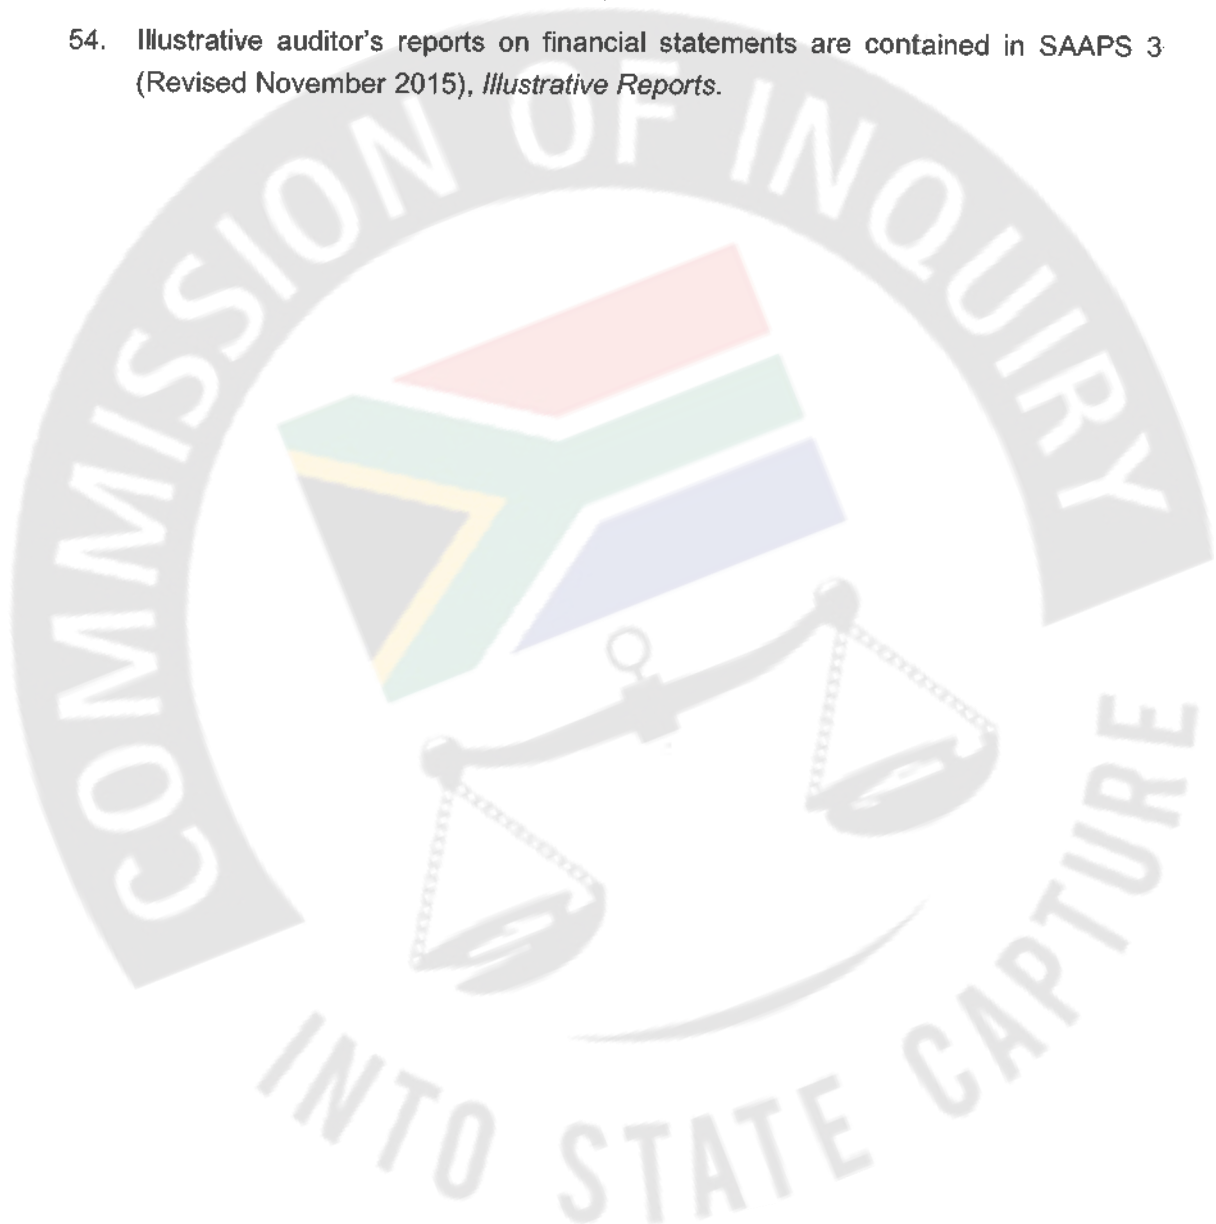 54. Illustrative auditor's reports on financial statements are contained in SAAPS 3
(Revised November 2015), Illustrative Reports.
COMMISSION OF INQUIRY
INTO STATE CAPTURE